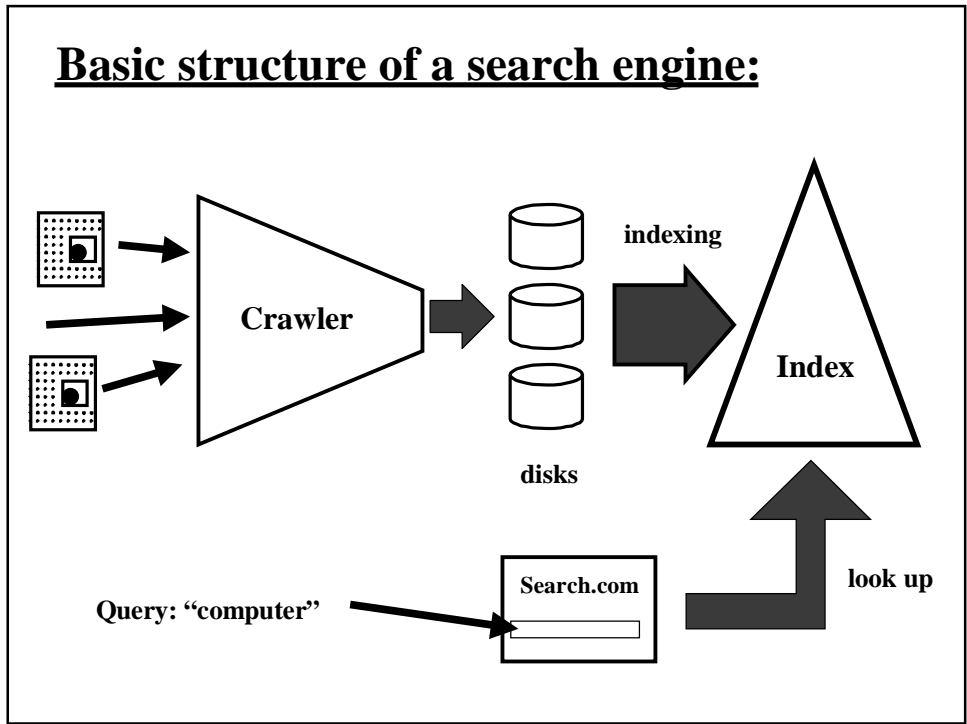 Basic structure of a search engine:
indexing
Crawler
Index
disks
Search.com
look up
Query: “computer”